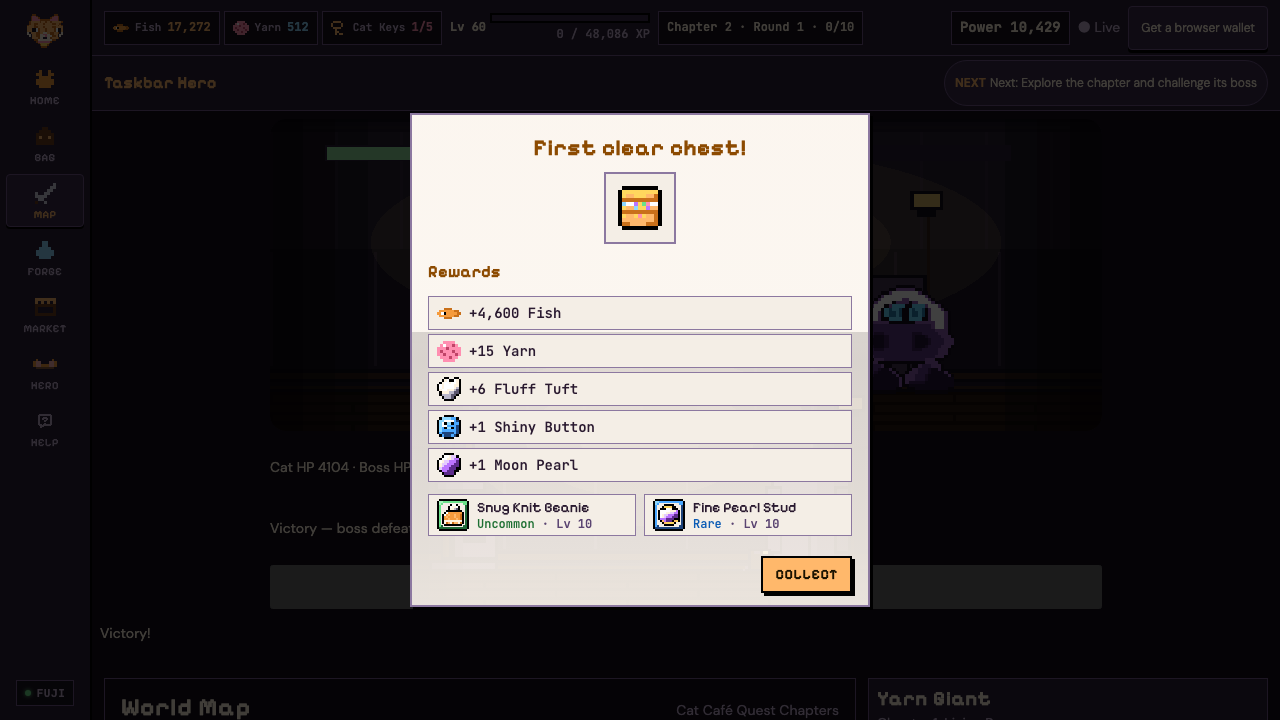 Fish 17,272
Yarn 512
Cat Keys 1/5
Lv 60
0 / 48,086 XP
Chapter 2 · Round 1 · 0/10
Power 10,429
Live
Get a browser wallet
Taskbar Hero
NEXT Next: Explore the chapter and challenge its boss
HOME
BAG
MAP
FORGE
MARKET
HERO
HELP
FUJI
First clear chest!
Rewards
+4,600 Fish
+15 Yarn
+6 Fluff Tuft
+1 Shiny Button
+1 Moon Pearl
Snug Knit Beanie
Uncommon · Lv 10
Fine Pearl Stud
Rare · Lv 10
COLLECT
Cat HP 4104 · Boss HP
Victory — boss defeat
Victory!
World Map
Cat Café Quest Chapters
Yarn Giant